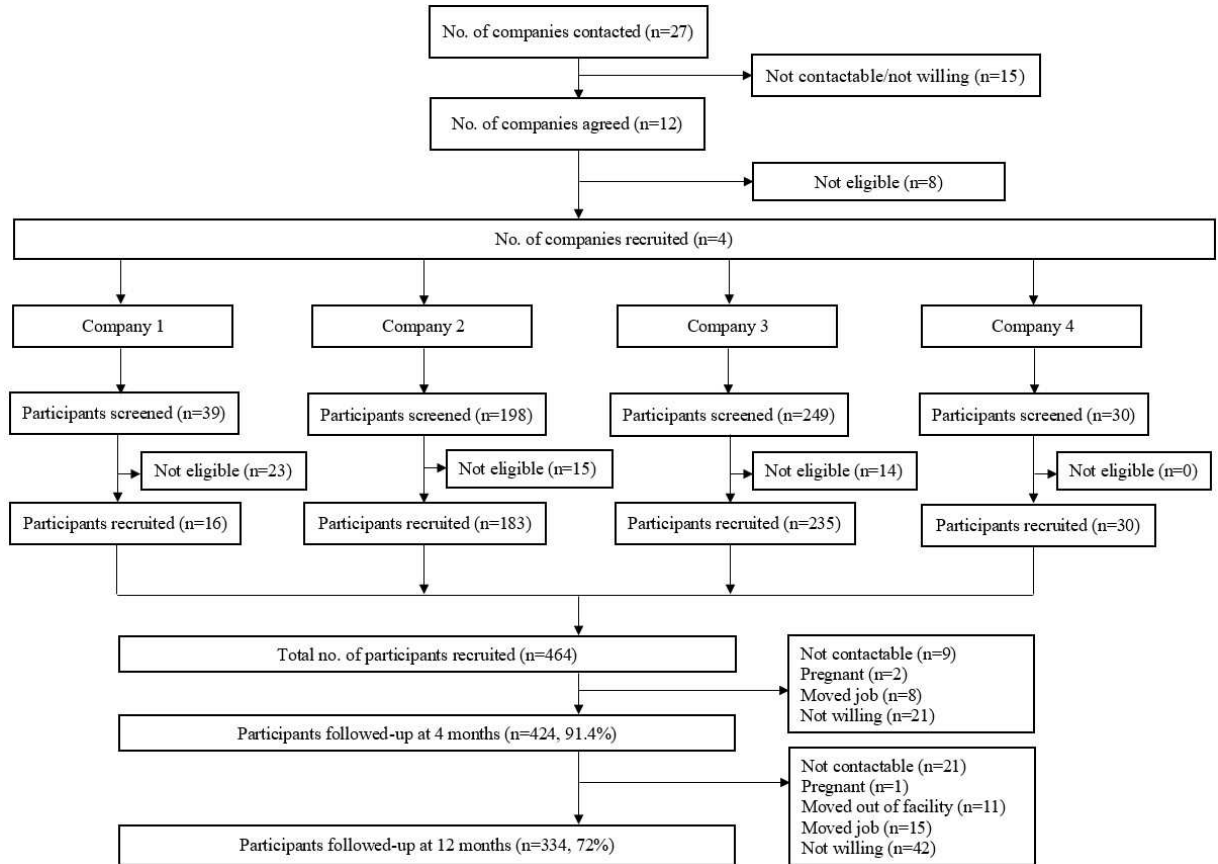 No. of companies contacted (n=27)
Not contactable/not willing (n=15)
No. of companies agreed (n=12)
Not eligible (n=8)
No. of companies recruited (n=4)
Company 1
Company 2
Company 3
Company 4
Participants screened (n=39)
Participants screened (n=198)
Participants screened (n=249)
Participants screened (n=30)
Not eligible (n=23)
Not eligible (n=15)
Not eligible (n=14)
Not eligible (n=0)
Participants recruited (n=16)
Participants recruited (n=183)
Participants recruited (n=235)
Participants recruited (n=30)
Total no. of participants recruited (n=464)
Not contactable (n=9)
Pregnant (n=2)
Moved job (n=8)
Not willing (n=21)
Participants followed-up at 4 months (n=424, 91.4%)
Not contactable (n=21)
Pregnant (n=1)
Moved out of facility (n=11)
Moved job (n=15)
Not willing (n=42)
Participants followed-up at 12 months (n=334, 72%)